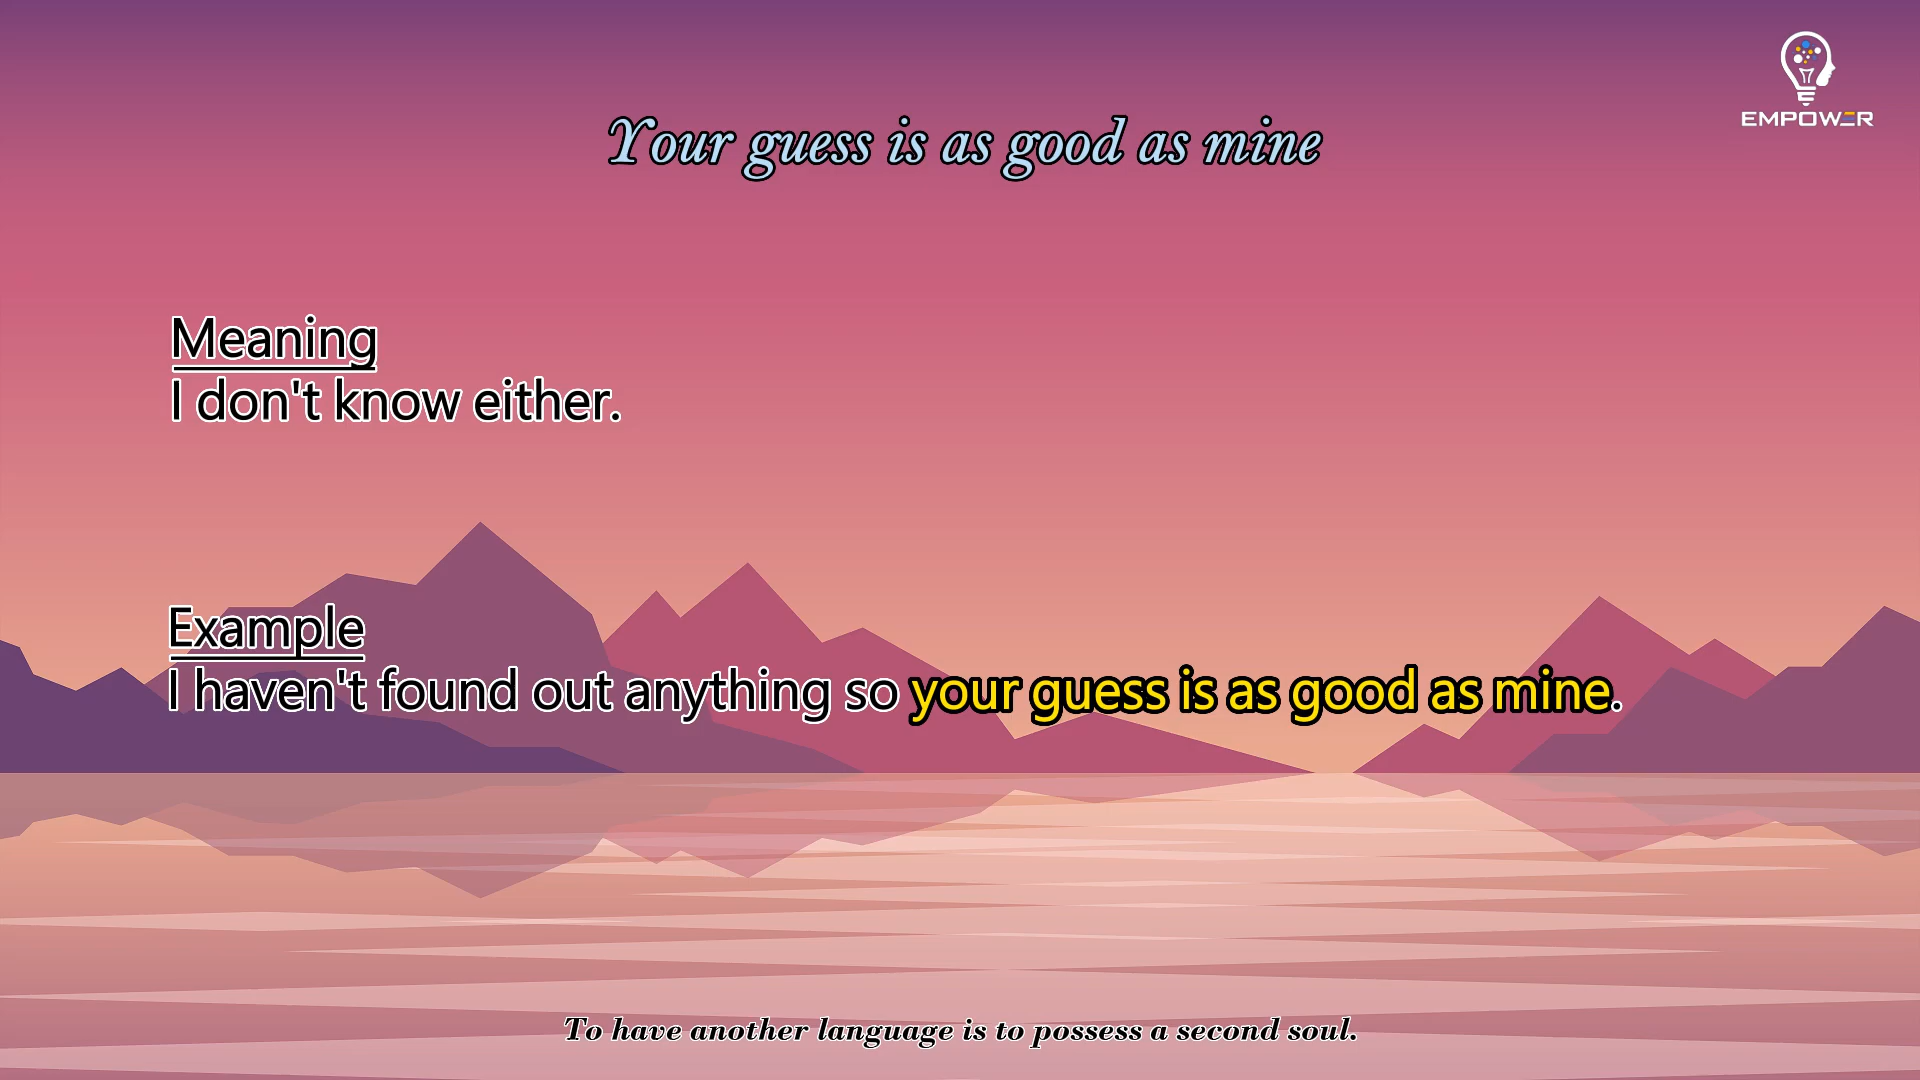 EMPOWER
Your guess is as good as mine
Meaning
I don't know either.
Example
I haven't found out anything so your guess is as good as mine.
To have another language is to possess a second soul.